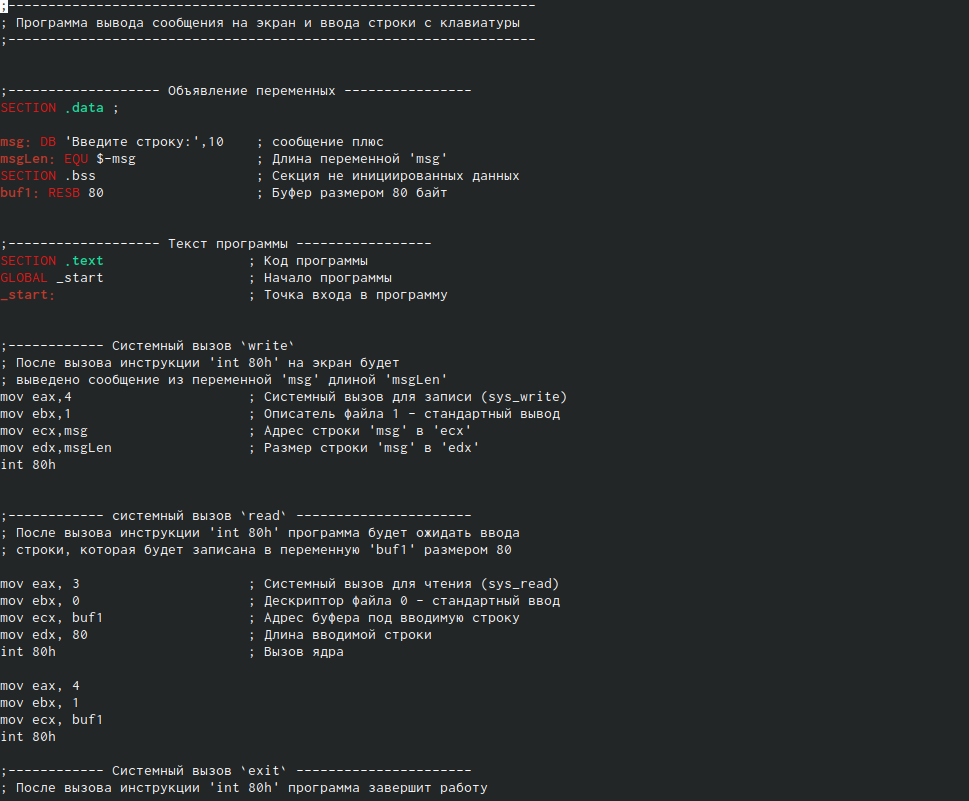 ;------------------------------------------------------------------
; Программа вывода сообщения на экран и ввода строки с клавиатуры
;------------------------------------------------------------------
;------------------- Объявление переменных ----------------
SECTION .data ;
msg: DB 'Введите строку:',10    ; сообщение плюс
msgLen: EQU $-msg               ; Длина переменной 'msg'
SECTION .bss                    ; Секция не инициированных данных
buf1: RESB 80                   ; Буфер размером 80 байт
;------------------- Текст программы -----------------
SECTION .text                  ; Код программы
GLOBAL _start                  ; Начало программы
_start:                        ; Точка входа в программу
;------------ Системный вызов `write`
; После вызова инструкции 'int 80h' на экран будет
; выведено сообщение из переменной 'msg' длиной 'msgLen'
mov eax,4                      ; Системный вызов для записи (sys_write)
mov ebx,1                      ; Описатель файла 1 - стандартный вывод
mov ecx,msg                    ; Адрес строки 'msg' в 'ecx'
mov edx,msgLen                 ; Размер строки 'msg' в 'edx'
int 80h
;------------ системный вызов `read` ----------------------
; После вызова инструкции 'int 80h' программа будет ожидать ввода
; строки, которая будет записана в переменную 'buf1' размером 80
mov eax, 3                     ; Системный вызов для чтения (sys_read)
mov ebx, 0                     ; Дескриптор файла 0 - стандартный ввод
mov ecx, buf1                  ; Адрес буфера под вводимую строку
mov edx, 80                    ; Длина вводимой строки
int 80h                        ; Вызов ядра
mov eax, 4
mov ebx, 1
mov ecx, buf1
int 80h
;------------ Системный вызов `exit` ----------------------
; После вызова инструкции 'int 80h' программа завершит работу